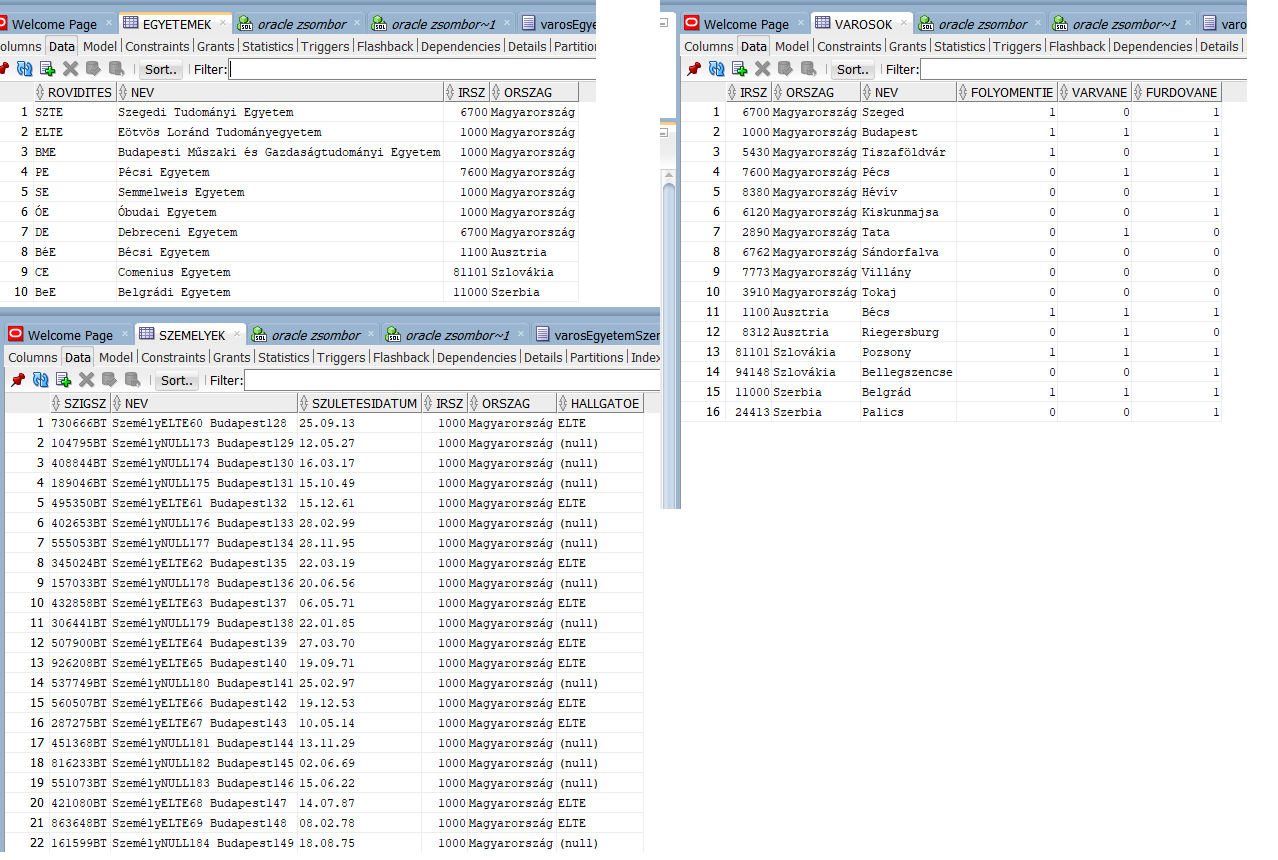 Welcome Page × EGYETEMEK × oracle zsombor × oracle zsombor~1 × varosEgye
olumns Data Model Constraints Grants Statistics Triggers Flashback Dependencies Details Partition
Sort.. Filter:
ROVIDITES NEV IRSZ ORSZAG
1 SZTE Szegedi Tudományi Egyetem 6700 Magyarország
2 ELTE Eötvös Loránd Tudományegyetem 1000 Magyarország
3 BME Budapesti Műszaki és Gazdaságtudományi Egyetem 1000 Magyarország
4 PE Pécsi Egyetem 7600 Magyarország
5 SE Semmelweis Egyetem 1000 Magyarország
6 ÓE Óbudai Egyetem 1000 Magyarország
7 DE Debreceni Egyetem 6700 Magyarország
8 BéE Bécsi Egyetem 1100 Ausztria
9 CE Comenius Egyetem 81101 Szlovákia
10 BeE Belgrádi Egyetem 11000 Szerbia
Welcome Page × VAROSOK × oracle zsombor × oracle zsombor~1 × varo
Columns Data Model Constraints Grants Statistics Triggers Flashback Dependencies Details
Sort.. Filter:
IRSZ ORSZAG NEV FOLYOMENTIE VARVANE FURDOVANE
1 6700 Magyarország Szeged 1 0 1
2 1000 Magyarország Budapest 1 1 1
3 5430 Magyarország Tiszaföldvár 1 0 1
4 7600 Magyarország Pécs 0 1 1
5 8380 Magyarország Hévív 0 0 1
6 6120 Magyarország Kiskunmajsa 0 0 1
7 2890 Magyarország Tata 0 1 0
8 6762 Magyarország Sándorfalva 0 0 0
9 7773 Magyarország Villány 0 0 0
10 3910 Magyarország Tokaj 0 0 0
11 1100 Ausztria Bécs 1 1 1
12 8312 Ausztria Riegersburg 0 1 0
13 81101 Szlovákia Pozsony 1 1 1
14 94148 Szlovákia Bellegszencse 0 0 1
15 11000 Szerbia Belgrád 1 1 1
16 24413 Szerbia Palics 0 0 1
Welcome Page × SZEMELYEK × oracle zsombor × oracle zsombor~1 × varosEgyetemSzer
Columns Data Model Constraints Grants Statistics Triggers Flashback Dependencies Details Partitions Index
Sort.. Filter:
SZIGSZ NEV SZULETESIDATUM IRSZ ORSZAG HALLGATOE
1 730666BT SzemélyELTE60 Budapest128 25.09.13 1000 Magyarország ELTE
2 104795BT SzemélyNULL173 Budapest129 12.05.27 1000 Magyarország (null)
3 408844BT SzemélyNULL174 Budapest130 16.03.17 1000 Magyarország (null)
4 189046BT SzemélyNULL175 Budapest131 15.10.49 1000 Magyarország (null)
5 495350BT SzemélyELTE61 Budapest132 15.12.61 1000 Magyarország ELTE
6 402653BT SzemélyNULL176 Budapest133 28.02.99 1000 Magyarország (null)
7 555053BT SzemélyNULL177 Budapest134 28.11.95 1000 Magyarország (null)
8 345024BT SzemélyELTE62 Budapest135 22.03.19 1000 Magyarország ELTE
9 157033BT SzemélyNULL178 Budapest136 20.06.56 1000 Magyarország (null)
10 432858BT SzemélyELTE63 Budapest137 06.05.71 1000 Magyarország ELTE
11 306441BT SzemélyNULL179 Budapest138 22.01.85 1000 Magyarország (null)
12 507900BT SzemélyELTE64 Budapest139 27.03.70 1000 Magyarország ELTE
13 926208BT SzemélyELTE65 Budapest140 19.09.71 1000 Magyarország ELTE
14 537749BT SzemélyNULL180 Budapest141 25.02.97 1000 Magyarország (null)
15 560507BT SzemélyELTE66 Budapest142 19.12.53 1000 Magyarország ELTE
16 287275BT SzemélyELTE67 Budapest143 10.05.14 1000 Magyarország ELTE
17 451368BT SzemélyNULL181 Budapest144 13.11.29 1000 Magyarország (null)
18 816233BT SzemélyNULL182 Budapest145 02.06.69 1000 Magyarország (null)
19 551073BT SzemélyNULL183 Budapest146 15.06.22 1000 Magyarország (null)
20 421080BT SzemélyELTE68 Budapest147 14.07.87 1000 Magyarország ELTE
21 863648BT SzemélyELTE69 Budapest148 08.02.78 1000 Magyarország ELTE
22 161599BT SzemélyNULL184 Budapest149 18.08.75 1000 Magyarország (null)